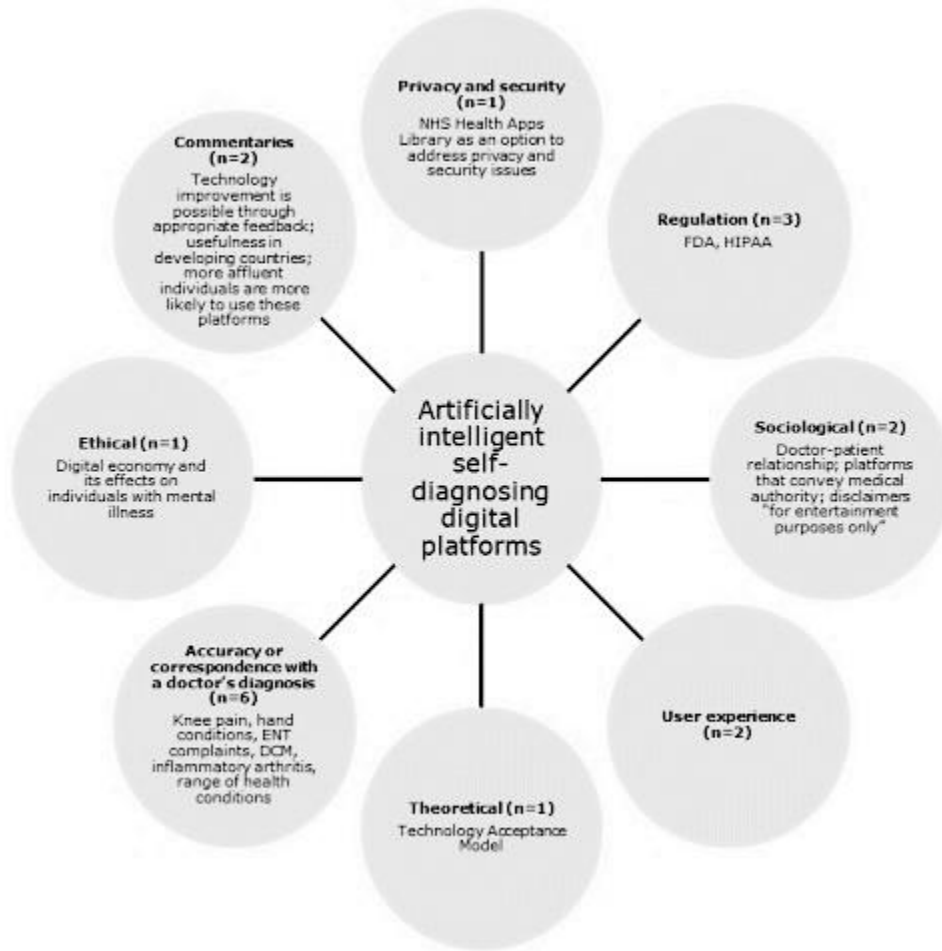 Privacy and security
(n=1)
NHS Health Apps
Library as an option to
address privacy and
security issues
Regulation (n=3)
FDA, HIPAA
Sociological (n=2)
Doctor-patient
relationship; platforms
that convey medical
authority; disclaimers
"for entertainment
purposes only"
User experience
(n=2)
Theoretical (n=1)
Technology Acceptance
Model
Accuracy or
correspondence with
a doctor's diagnosis
(n=6)
Knee pain, hand
conditions, ENT
complaints, DCM,
inflammatory arthritis,
range of health
conditions
Ethical (n=1)
Digital economy and
its effects on
individuals with mental
illness
Commentaries
(n=2)
Technology
improvement is
possible through
appropriate feedback;
usefulness in
developing countries;
more affluent
individuals are more
likely to use these
platforms
Artificially
intelligent
self-
diagnosing
digital
platforms